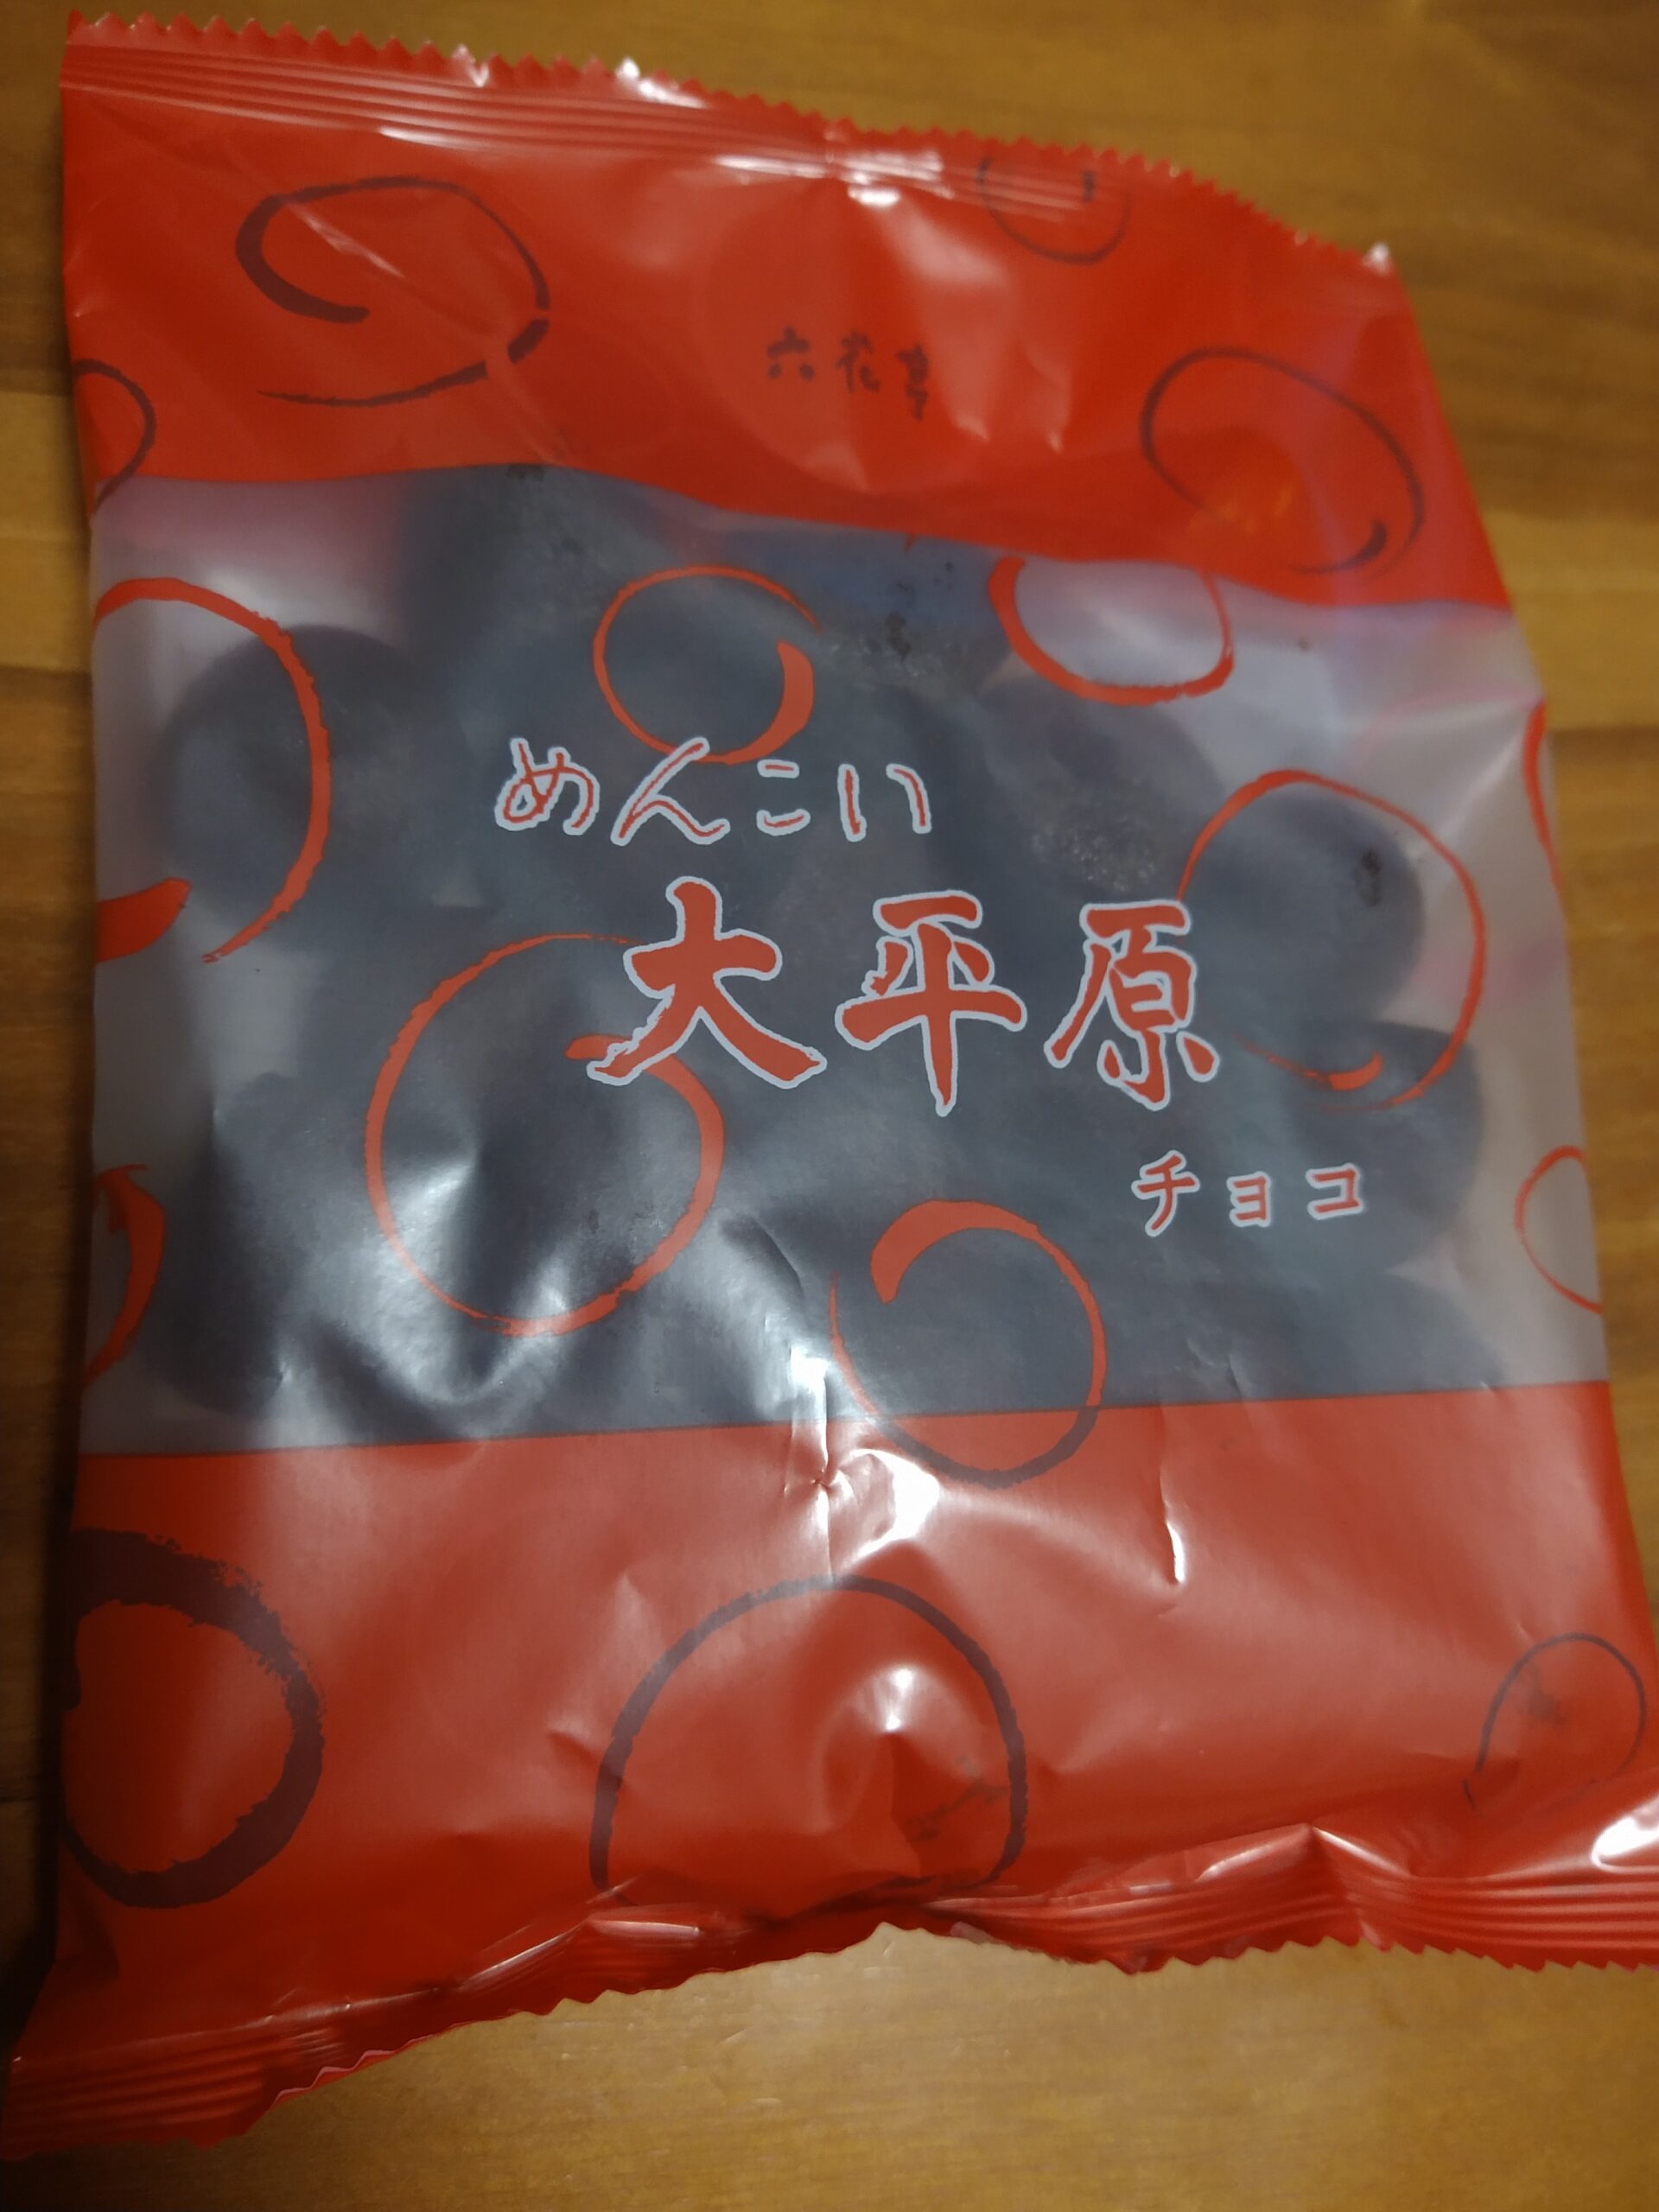 六花亭
めんこい
大平原
チョコ